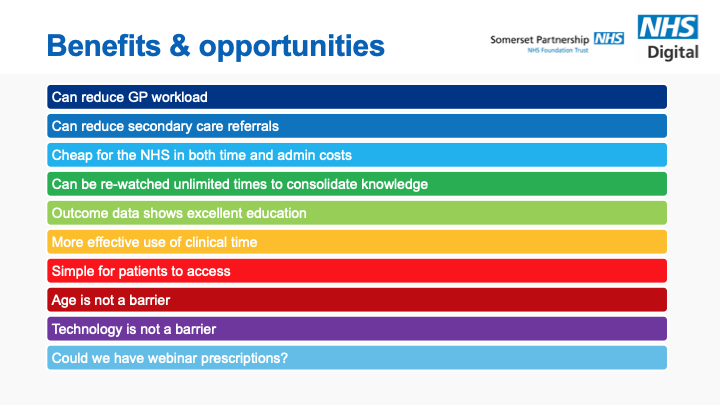 Benefits & opportunities
Somerset Partnership NHS
NHS Foundation Trust
NHS
Digital
Can reduce GP workload
Can reduce secondary care referrals
Cheap for the NHS in both time and admin costs
Can be re-watched unlimited times to consolidate knowledge
Outcome data shows excellent education
More effective use of clinical time
Simple for patients to access
Age is not a barrier
Technology is not a barrier
Could we have webinar prescriptions?